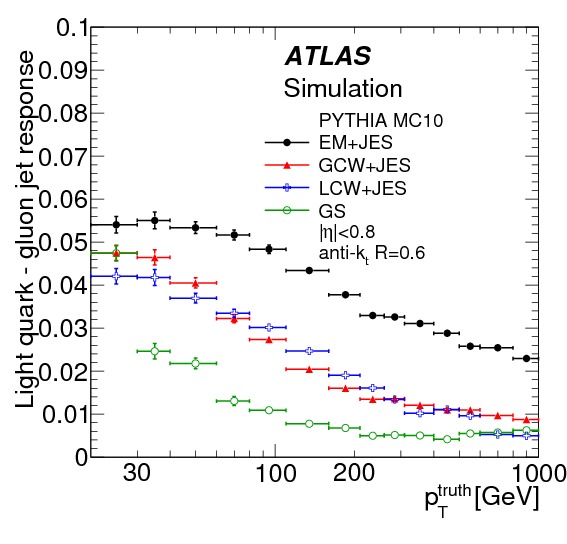 0.1
0.09
0.08
0.07
0.06
0.05
0.04
0.03
0.02
0.01
0
Light quark - gluon jet response
ATLAS
Simulation
PYTHIA MC10
EM+JES
GCW+JES
LCW+JES
GS
|η|<0.8
anti-kt R=0.6
30 100 200 1000
pTtruth [GeV]